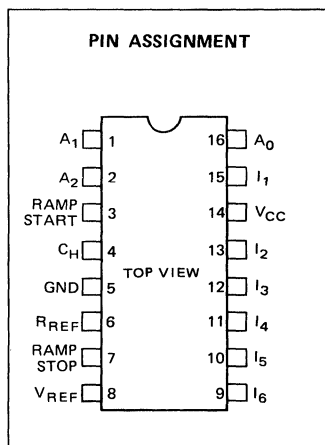 PIN ASSIGNMENT
A1 1 16 A0
A2 2 15 I1
RAMP
START 3 14 VCC
CH 4 13 I2
TOP VIEW
GND 5 12 I3
RREF 6 11 I4
RAMP
STOP 7 10 I5
VREF 8 9 I6